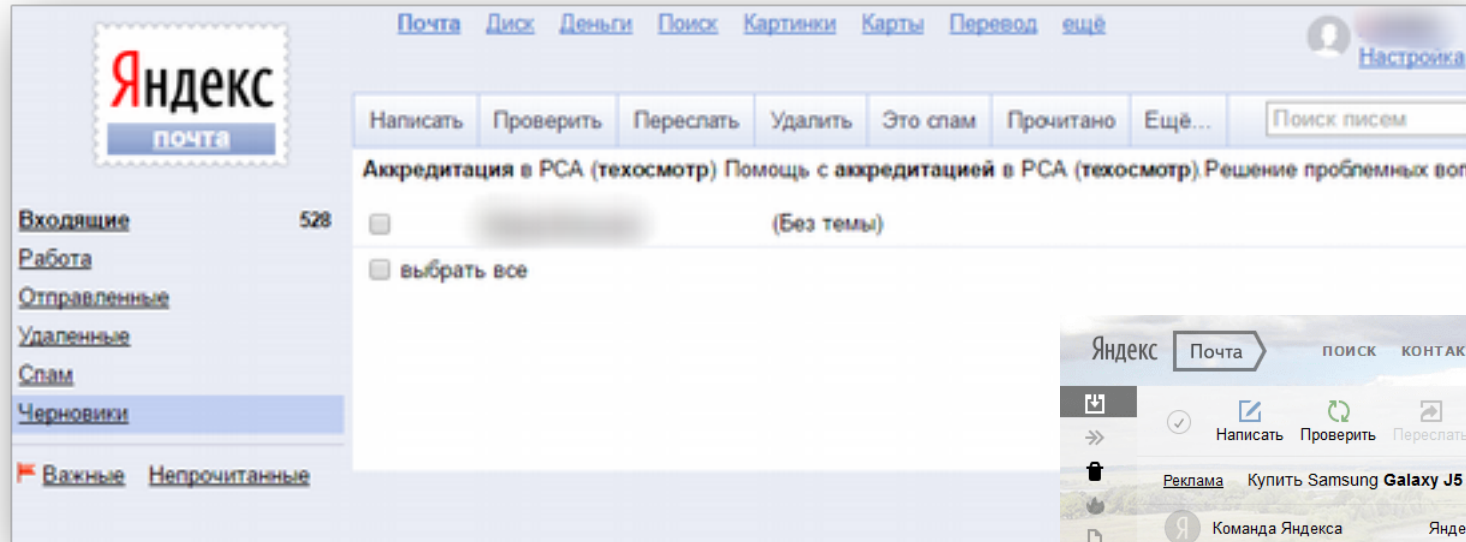 Почта Диск Деньги Поиск Картинки Карты Перевод ещё
Настройка
Яндекс
почта
Написать Проверить Переслать Удалить Это спам Прочитано Ещё... Поиск писем
Аккредитация в РСА (техосмотр) Помощь с аккредитацией в РСА (техосмотр).Решение проблемных воп
Входящие 528
(Без темы)
Работа
выбрать все
Отправленные
Удаленные
Спам
Черновики
Важные Непрочитанные
Яндекс Почта ПОИСК КОНТАК
Написать Проверить Переслать
Реклама Купить Samsung Galaxy J5
Я Команда Яндекса Янде